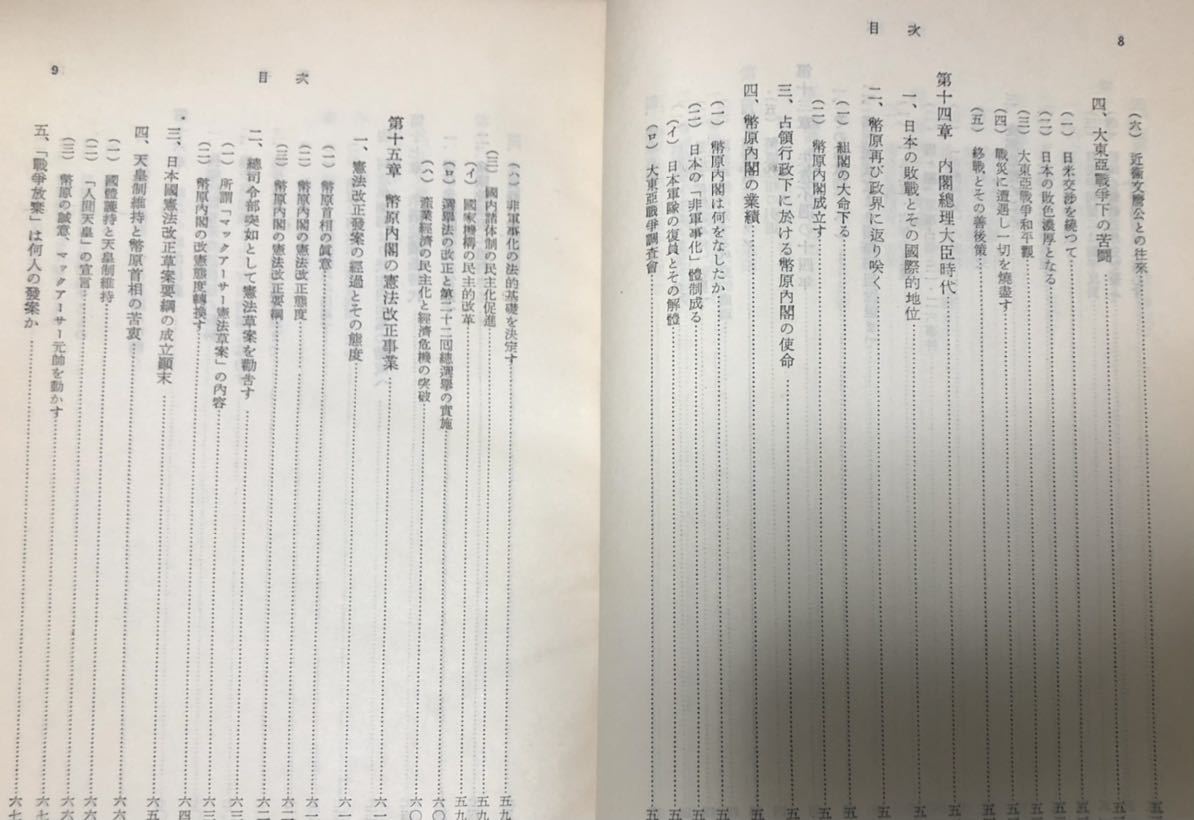 8
目次
（六）近衞文麿公との往來
四、大東亞戰爭下の苦鬪
（一）日米交渉を繞つて
（二）日本の敗色濃厚となる
（三）大東亞戰爭和平觀
（四）戰災に遭遇し一切を燒盡す
（五）終戰とその善後策
第十四章 內閣總理大臣時代
一、日本の敗戰とその國際的地位
二、幣原再び政界に返り咲く
（一）組閣の大命下る
（二）幣原內閣成立す
三、占領行政下に於ける幣原內閣の使命
四、幣原內閣の業績
（一）幣原內閣は何をなしたか
（二）日本の「非軍事化」體制成る
（イ）日本軍隊の復員とその解體
（ロ）大東亞戰爭調査會
9
目次
（ハ）非軍事化の法的基礎を決定す
（三）國內諸體制の民主化促進
（イ）國家機構の民主的改革
（ロ）選擧法の改正と第二十二回總選擧の實施
（ハ）產業經濟の民主化と經濟危機の突破
第十五章 幣原內閣の憲法改正事業
一、憲法改正發案の經過とその態度
（一）幣原首相の眞意
（二）幣原內閣の憲法改正態度
（三）幣原內閣の憲法改正要綱
二、總司令部突如として憲法草案を勸吿す
（一）所謂「マックアーサー憲法草案」の內容
（二）幣原內閣の改憲態度轉換す
三、日本國憲法改正草案要綱の成立顚末
四、天皇制維持と幣原首相の苦衷
（一）國體護持と天皇制維持
（二）「人間天皇」の宣言
（三）幣原の誠意、マックアーサー元帥を動かす
五、「戰爭放棄」は何人の發案か